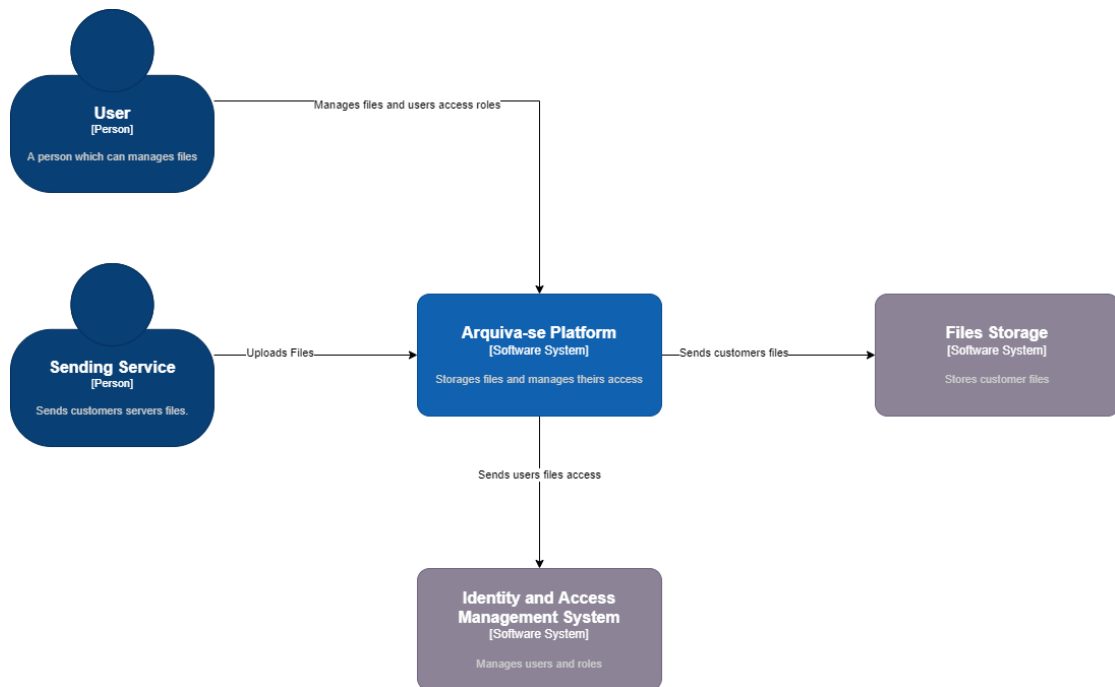 User
[Person]
A person which can manages files
Manages files and users access roles
Sending Service
[Person]
Sends customers servers files.
Uploads Files
Arquiva-se Platform
[Software System]
Storages files and manages theirs access
Sends customers files
Files Storage
[Software System]
Stores customer files
Sends users files access
Identity and Access
Management System
[Software System]
Manages users and roles